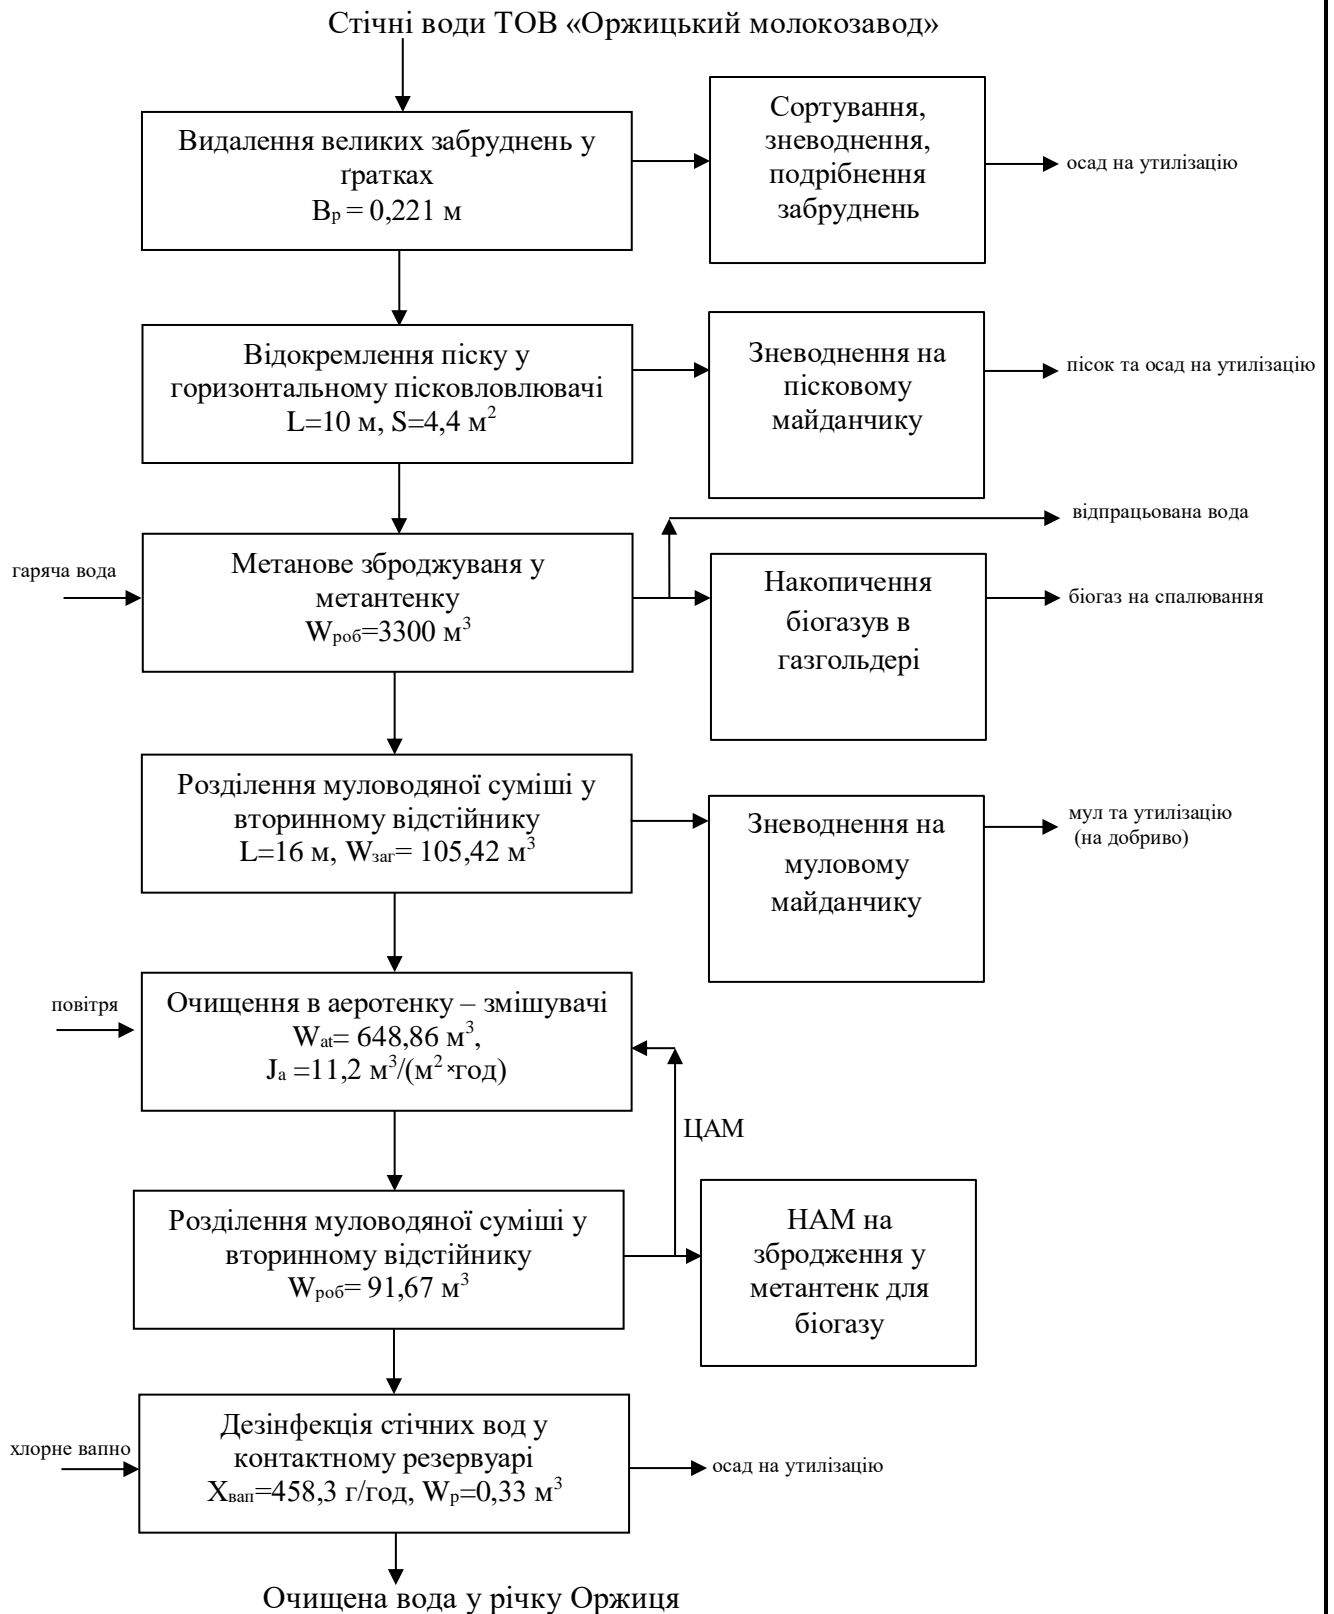 Стічні води ТОВ «Оржицький молокозавод»
Видалення великих забруднень у
ґратках
Bр = 0,221 м
Сортування,
зневоднення,
подрібнення
забруднень
осад на утилізацію
Відокремлення піску у
горизонтальному пісковловлювачі
L=10 м, S=4,4 м²
Зневоднення на
пісковому
майданчику
пісок та осад на утилізацію
відпрацьована вода
гаряча вода
Метанове зброджуваня у
метантенку
Wроб=3300 м³
Накопичення
біогазув в
газгольдері
біогаз на спалювання
Розділення муловодяної суміші у
вторинному відстійнику
L=16 м, Wзаг= 105,42 м³
Зневоднення на
муловому
майданчику
мул та утилізацію
(на добриво)
повітря
Очищення в аеротенку – змішувачі
Wat= 648,86 м³,
Ja =11,2 м³/(м² ×год)
ЦАМ
Розділення муловодяної суміші у
вторинному відстійнику
Wроб= 91,67 м³
НАМ на
збродження у
метантенк для
біогазу
хлорне вапно
Дезінфекція стічних вод у
контактному резервуарі
Xвап=458,3 г/год, Wр=0,33 м³
осад на утилізацію
Очищена вода у річку Оржиця